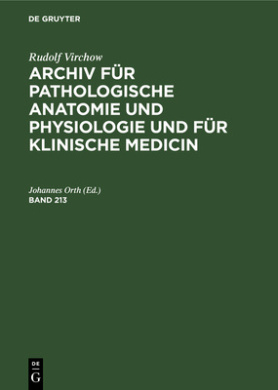 DE GRUYTER
Rudolf Virchow
ARCHIV FÜR
PATHOLOGISCHE
ANATOMIE UND
PHYSIOLOGIE UND FÜR
KLINISCHE MEDICIN
Johannes Orth (Ed.)
BAND 213
DE
G